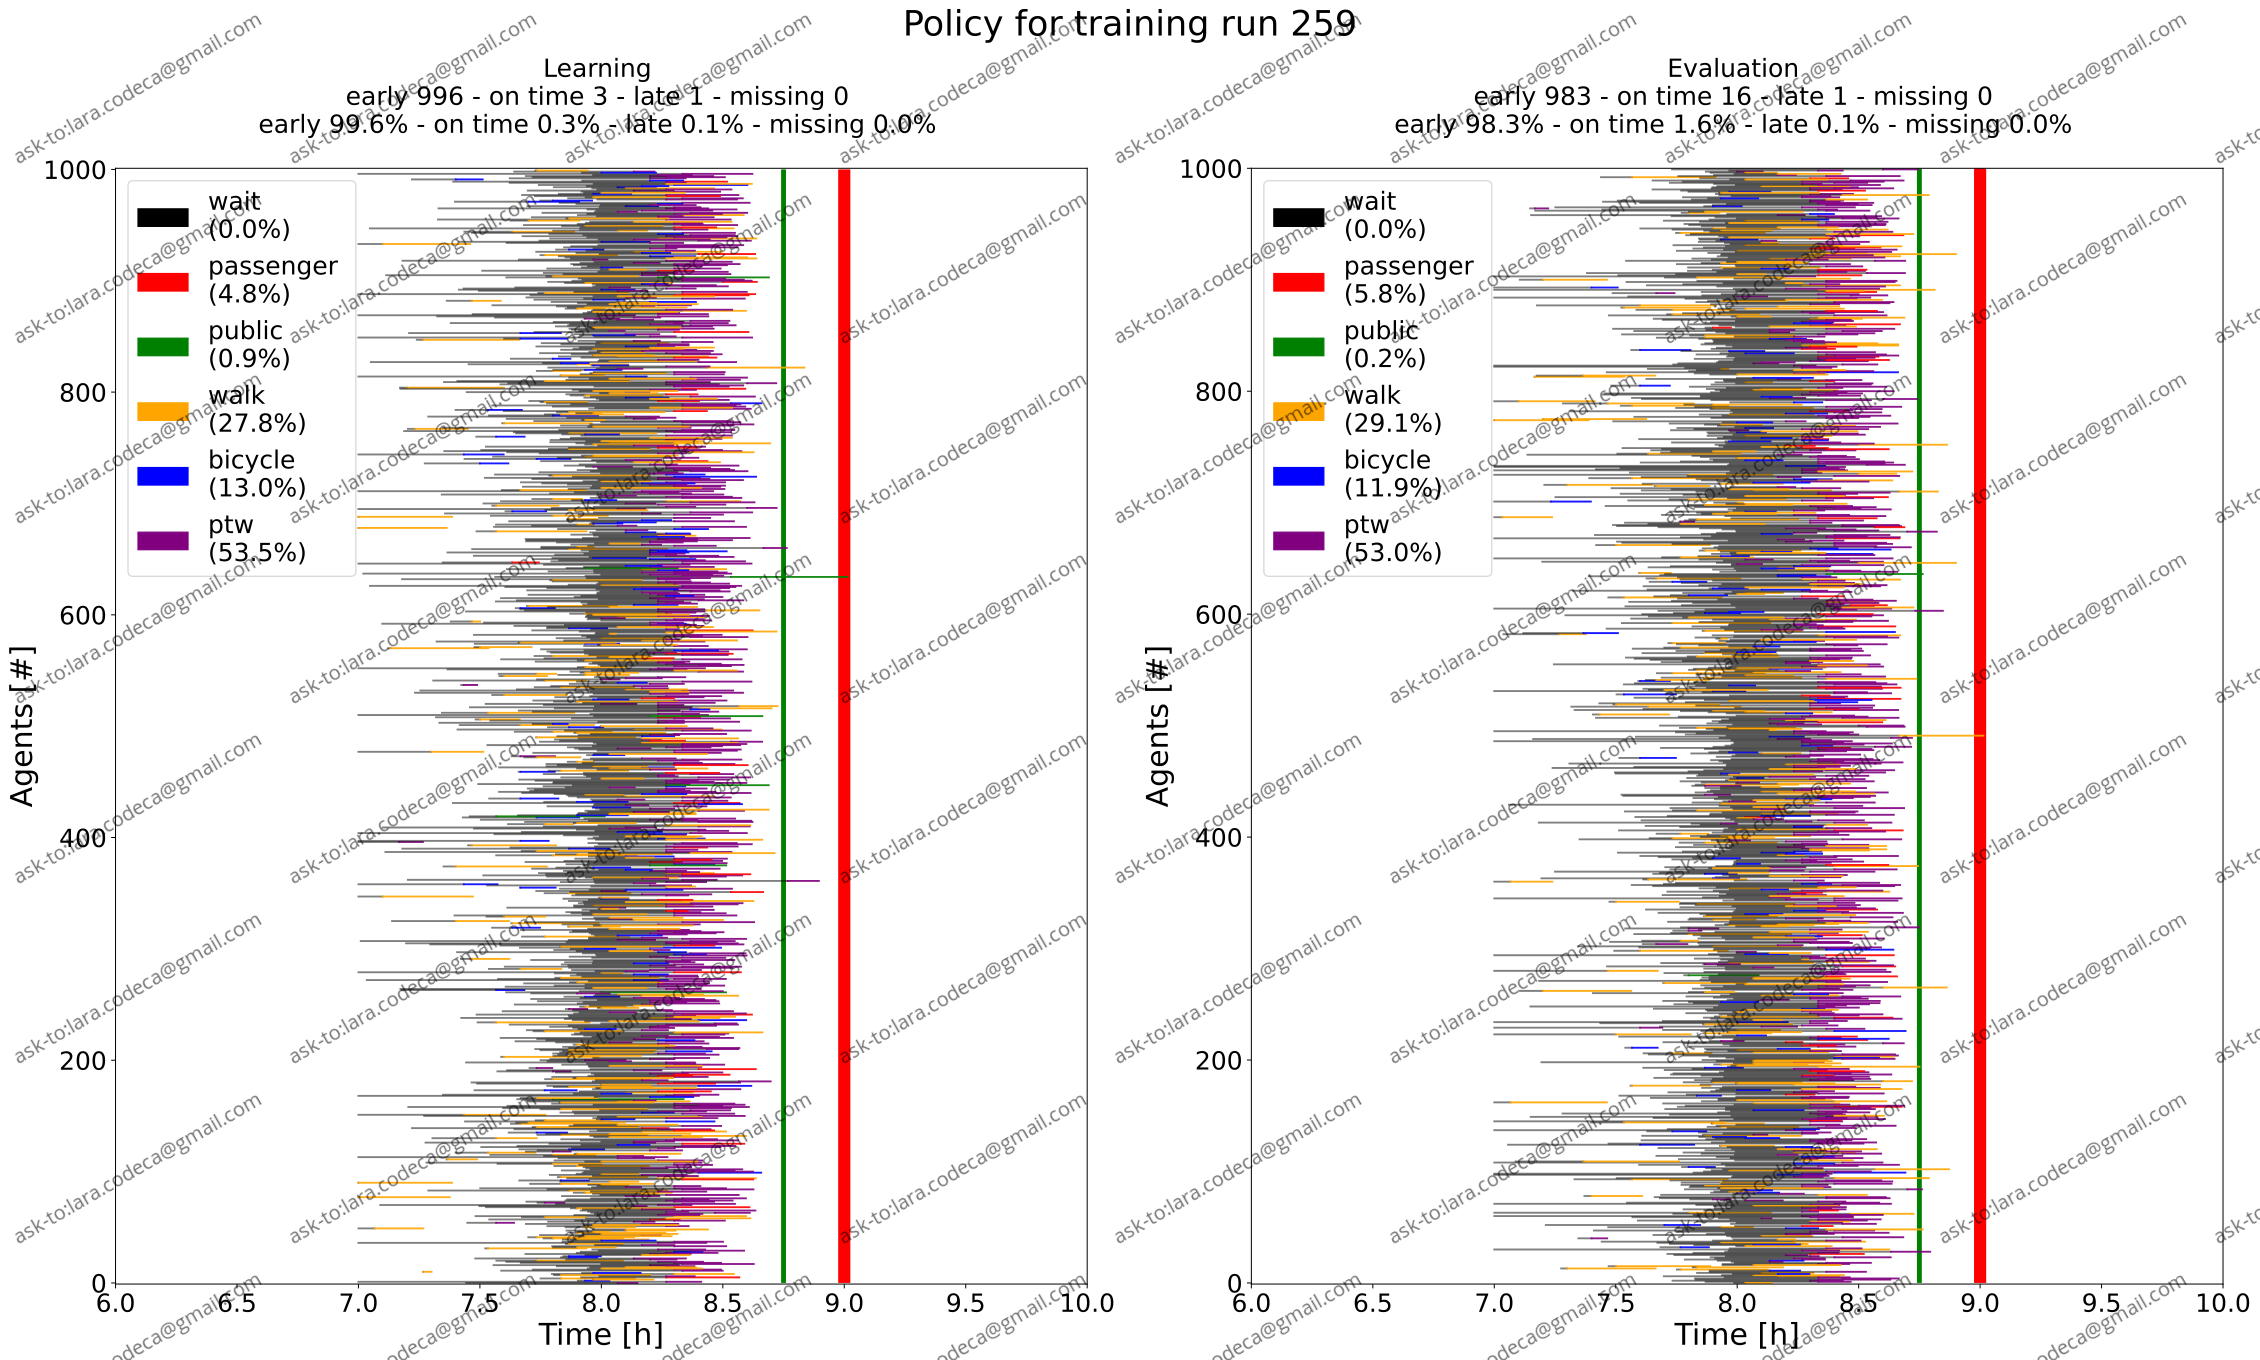 Policy for training run 259
Learning
early 996 - on time 3 - late 1 - missing 0
early 99.6% - on time 0.3% - late 0.1% - missing 0.0%
Evaluation
early 983 - on time 16 - late 1 - missing 0
early 98.3% - on time 1.6% - late 0.1% - missing 0.0%
Agents [#]
1000
800
600
400
200
0
wait
(0.0%)
passenger
(4.8%)
public
(0.9%)
walk
(27.8%)
bicycle
(13.0%)
ptw
(53.5%)
6.0 6.5 7.0 7.5 8.0 8.5 9.0 9.5 10.0
Time [h]
Agents [#]
1000
800
600
400
200
0
wait
(0.0%)
passenger
(5.8%)
public
(0.2%)
walk
(29.1%)
bicycle
(11.9%)
ptw
(53.0%)
6.0 6.5 7.0 7.5 8.0 8.5 9.0 9.5 10.0
Time [h]
ask-to:lara.codeca@gmail.com